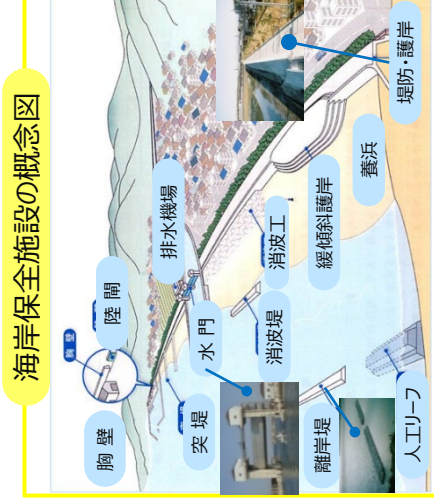 海岸保全施設の概念図
胸壁
胸壁
陸閘
排水機場
突堤
水門
消波堤
消波工
緩傾斜護岸
養浜
堤防・護岸
離岸堤
人工リーフ